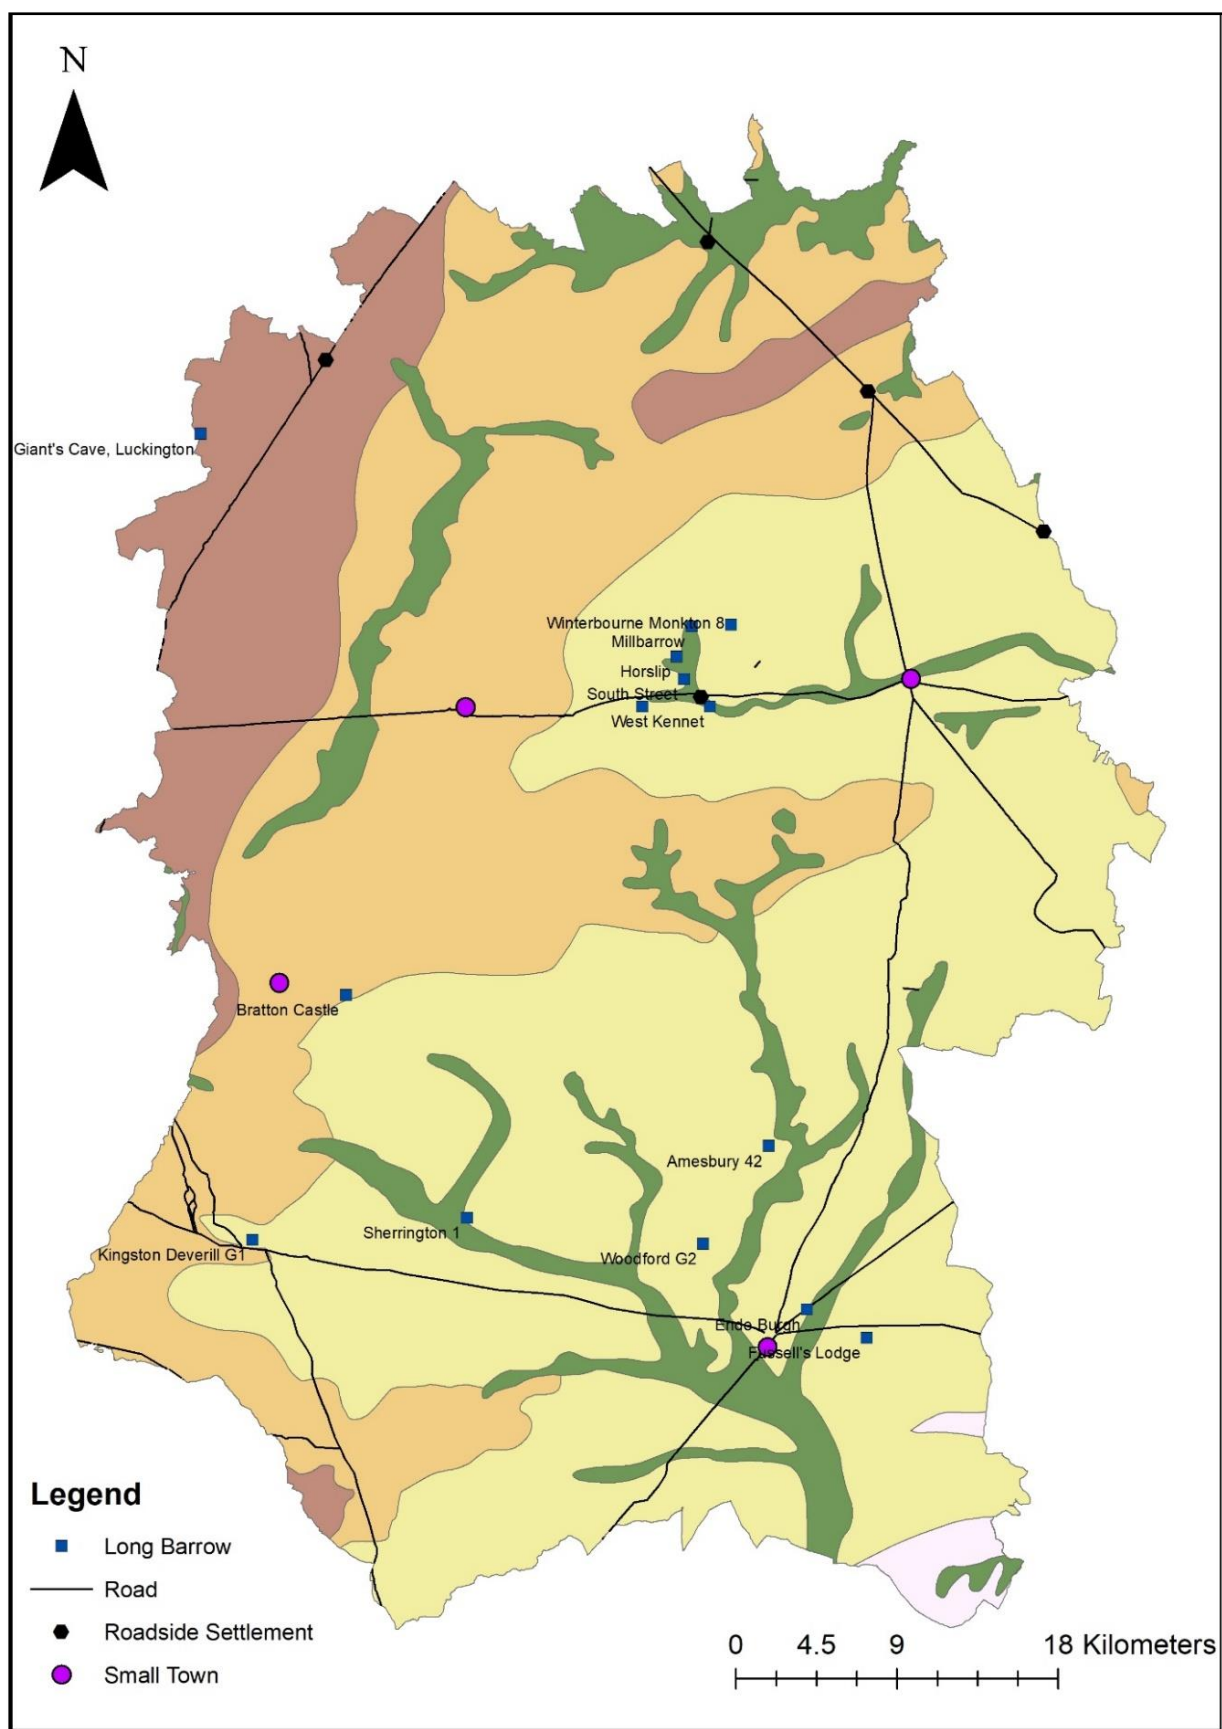 N
Giant's Cave, Luckington
Winterbourne Monkton 8
Millbarrow
Horslip
South Street
West Kennet
Bratton Castle
Amesbury 42
Sherrington 1
Kingston Deverill G1
Woodford G2
Ende Burgh
Fussell's Lodge
Legend
Long Barrow
Road
Roadside Settlement
Small Town
0 4.5 9 18 Kilometers